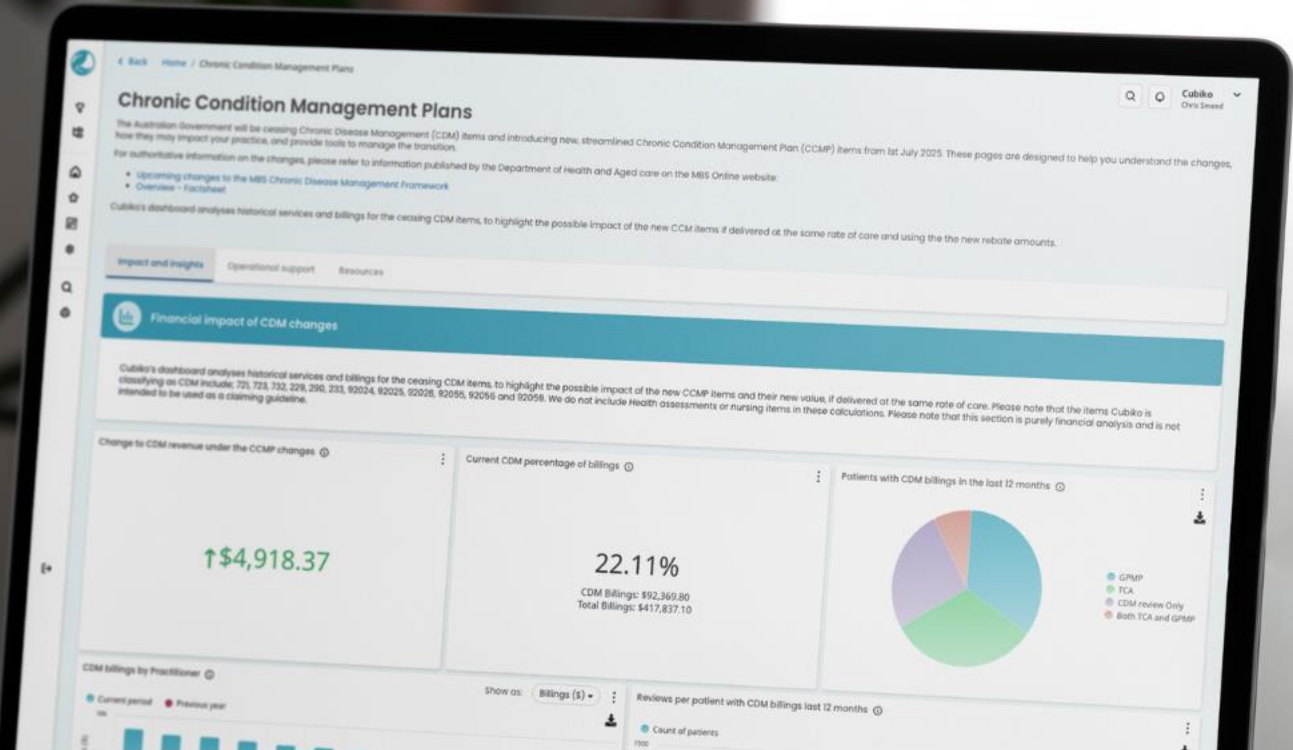 Back Home / Chronic Condition Management Plans
Cubiko
Chris Smeed
Chronic Condition Management Plans
The Australian Government will be ceasing Chronic Disease Management (CDM) items and introducing new, streamlined Chronic Condition Management Plan (CCMP) items from 1st July 2025. These pages are designed to help you understand the changes,
how they may impact your practice, and provide tools to manage the transition.
For authoritative information on the changes, please refer to information published by the Department of Health and Aged care on the MBS Online website:
• Upcoming changes to the MBS Chronic Disease Management Framework
• Overview - Factsheet
Cubiko's dashboard analyses historical services and billings for the ceasing CDM items, to highlight the possible impact of the new CCM items if delivered at the same rate of care and using the the new rebate amounts.
Impact and insights Operational support Resources
Financial impact of CDM changes
Cubiko's dashboard analyses historical services and billings for the ceasing CDM items, to highlight the possible impact of the new CCMP items and their new value, if delivered at the same rate of care. Please note that the items Cubiko is
classifying as CDM include; 721, 723, 732, 229, 290, 233, 92024, 92025, 92028, 92055, 92056 and 92059. We do not include Health assessments or nursing items in these calculations. Please note that this section is purely financial analysis and is not
intended to be used as a claiming guideline.
Change to CDM revenue under the CCMP changes
↑$4,918.37
Current CDM percentage of billings
22.11%
CDM Billings: $92,369.80
Total Billings: $417,837.10
Patients with CDM billings in the last 12 months
GPMP
TCA
CDM review Only
Both TCA and GPMP
CDM billings by Practitioner
Show as: Billings ($)
Current period Previous year
Reviews per patient with CDM billings last 12 months
Count of patients
1500